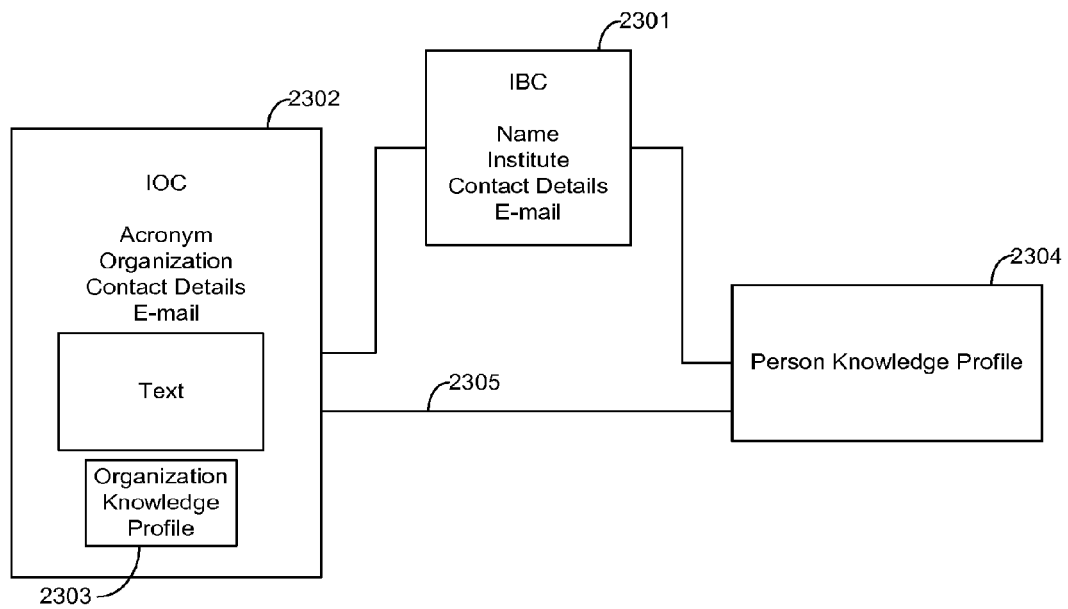 2301
IBC
Name
Institute
Contact Details
E-mail
2302
IOC
Acronym
Organization
Contact Details
E-mail
Text
Organization
Knowledge
Profile
2303
2304
Person Knowledge Profile
2305